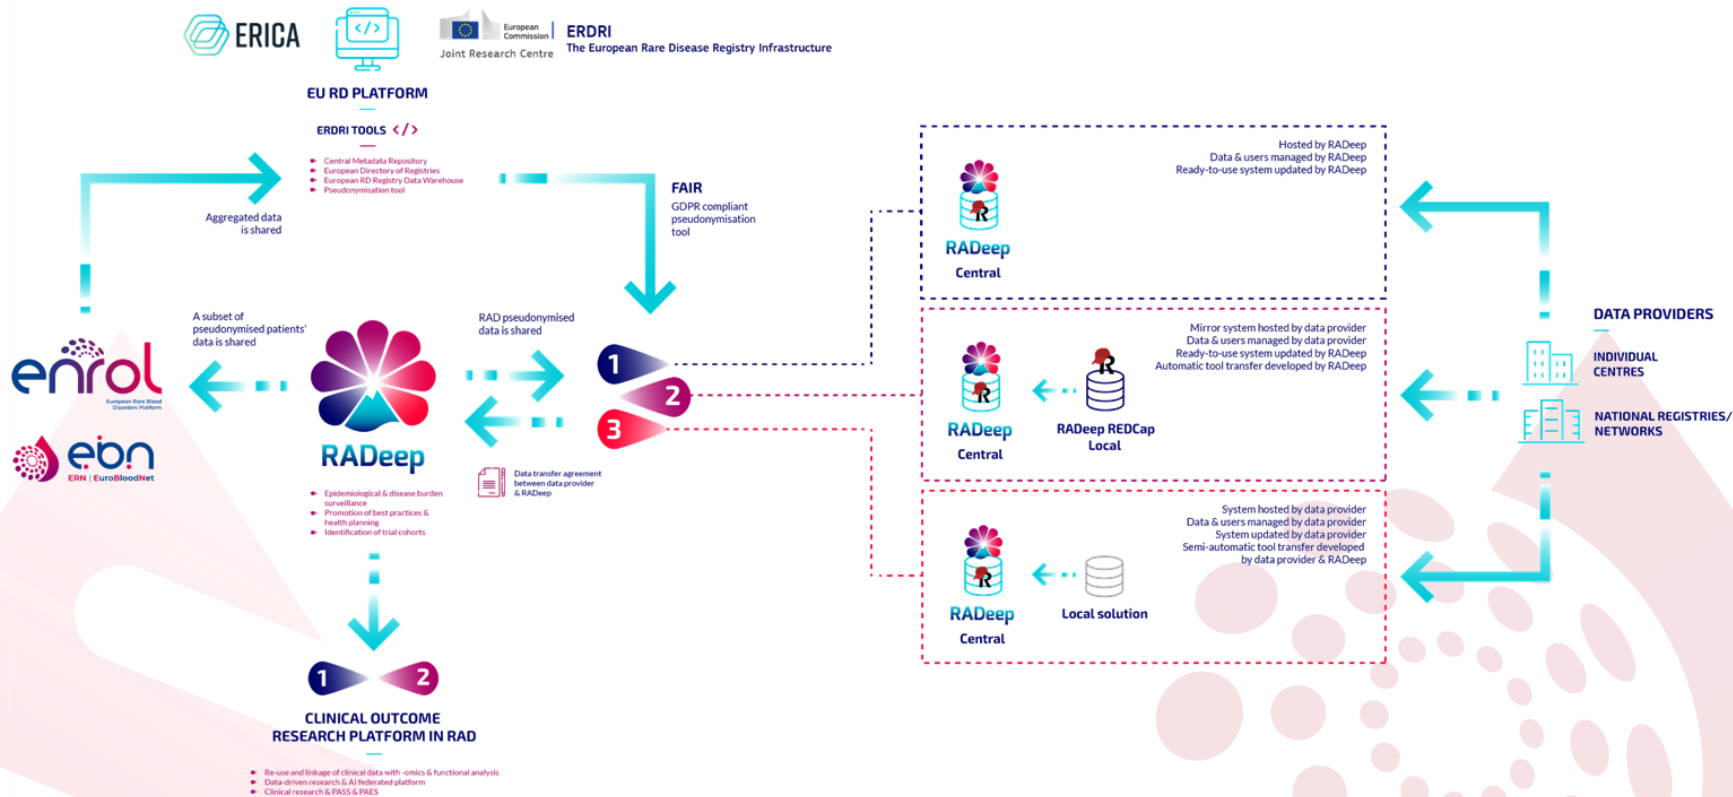 ERICA
</>
European
Commission
Joint Research Centre
ERDRI
The European Rare Disease Registry Infrastructure
EU RD PLATFORM
ERDRI TOOLS </>
Central Metadata Repository
European Directory of Registries
European RD Registry Data Warehouse
Pseudonymisation tool
Aggregated data
is shared
FAIR
GDPR compliant
pseudonymisation
tool
A subset of
pseudonymised patients'
data is shared
RAD pseudonymised
data is shared
enrol
European Rare Blood
Disorders Platform
ebn
ERN | EuroBloodNet
RADeep
1
2
3
Data transfer agreement
between data provider
& RADeep
Epidemiological & disease burden
surveillance
Promotion of best practices &
health planning
Identification of trial cohorts
1
2
CLINICAL OUTCOME
RESEARCH PLATFORM IN RAD
Re-use and linkage of clinical data with -omics & functional analysis
Data-driven research & AI federated platform
Clinical research & PASS & PAES
Hosted by RADeep
Data & users managed by RADeep
Ready-to-use system updated by RADeep
R
RADeep
Central
Mirror system hosted by data provider
Data & users managed by data provider
Ready-to-use system updated by RADeep
Automatic tool transfer developed by RADeep
R
R
RADeep
Central
RADeep REDCap
Local
System hosted by data provider
Data & users managed by data provider
System updated by data provider
Semi-automatic tool transfer developed
by data provider & RADeep
R
RADeep
Central
Local solution
DATA PROVIDERS
INDIVIDUAL
CENTRES
NATIONAL REGISTRIES/
NETWORKS